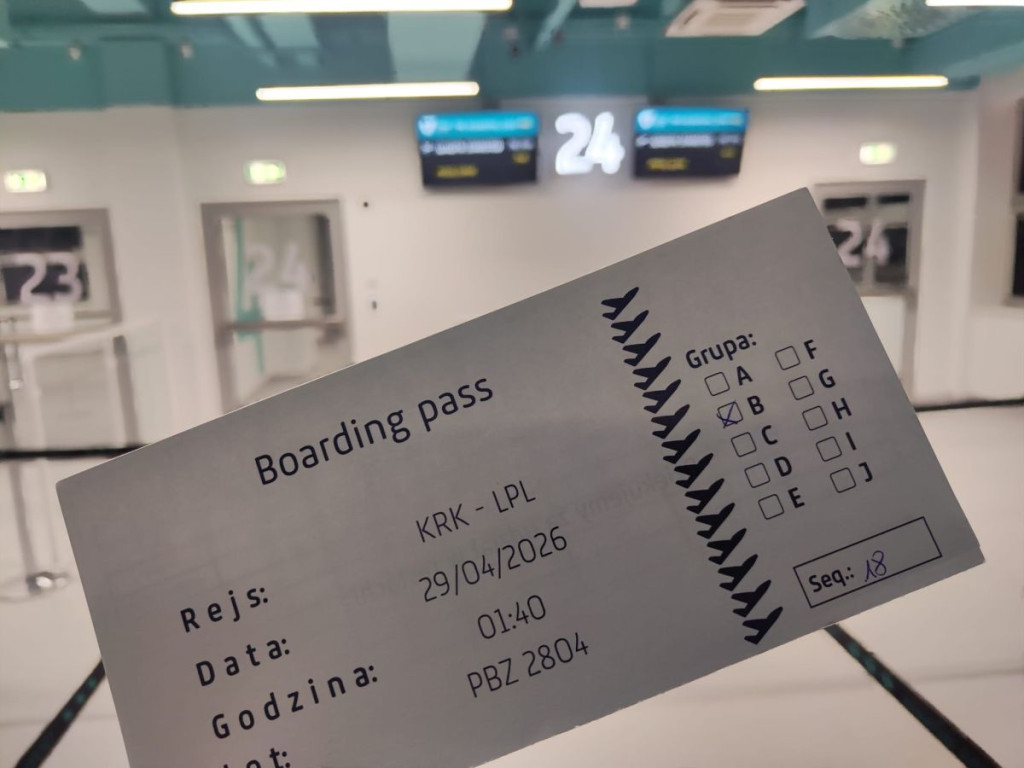 24
23
24
24
Boarding pass
Rejs: KRK - LPL
Data: 29/04/2026
Godzina: 01:40
PBZ 2804
Grupa:
A F
B G
C H
D I
E J
Seq.: 18